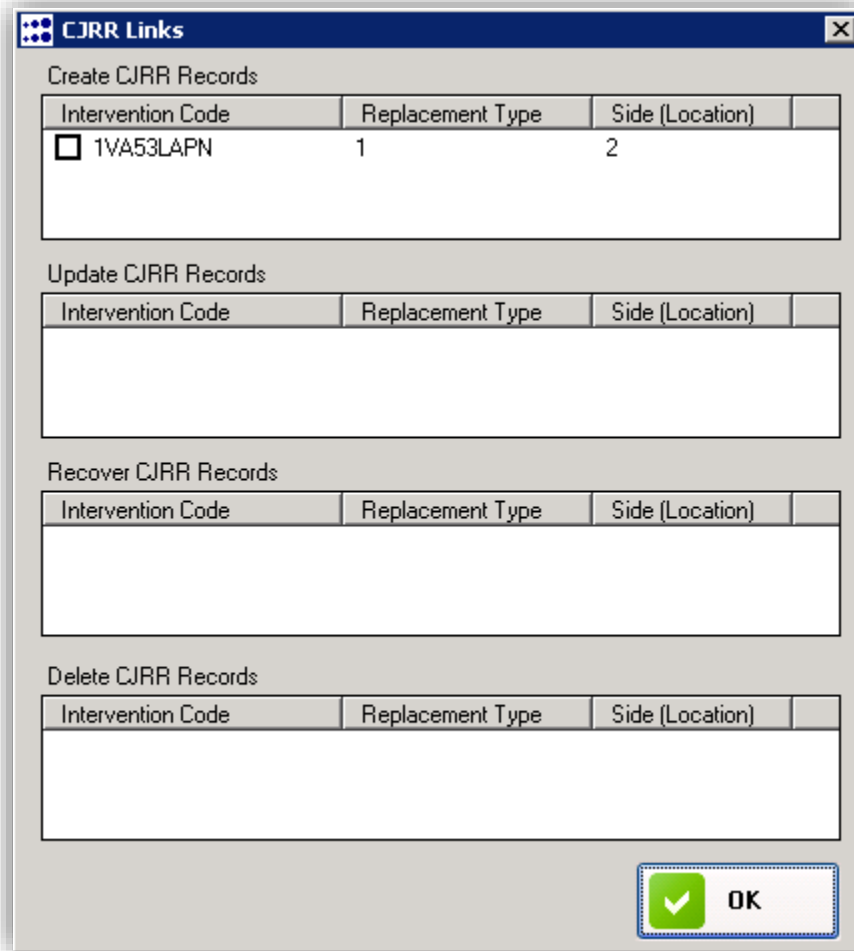 CJRR Links
Create CJRR Records
Intervention Code Replacement Type Side (Location)
1VA53LAPN 1 2
Update CJRR Records
Intervention Code Replacement Type Side (Location)
Recover CJRR Records
Intervention Code Replacement Type Side (Location)
Delete CJRR Records
Intervention Code Replacement Type Side (Location)
OK